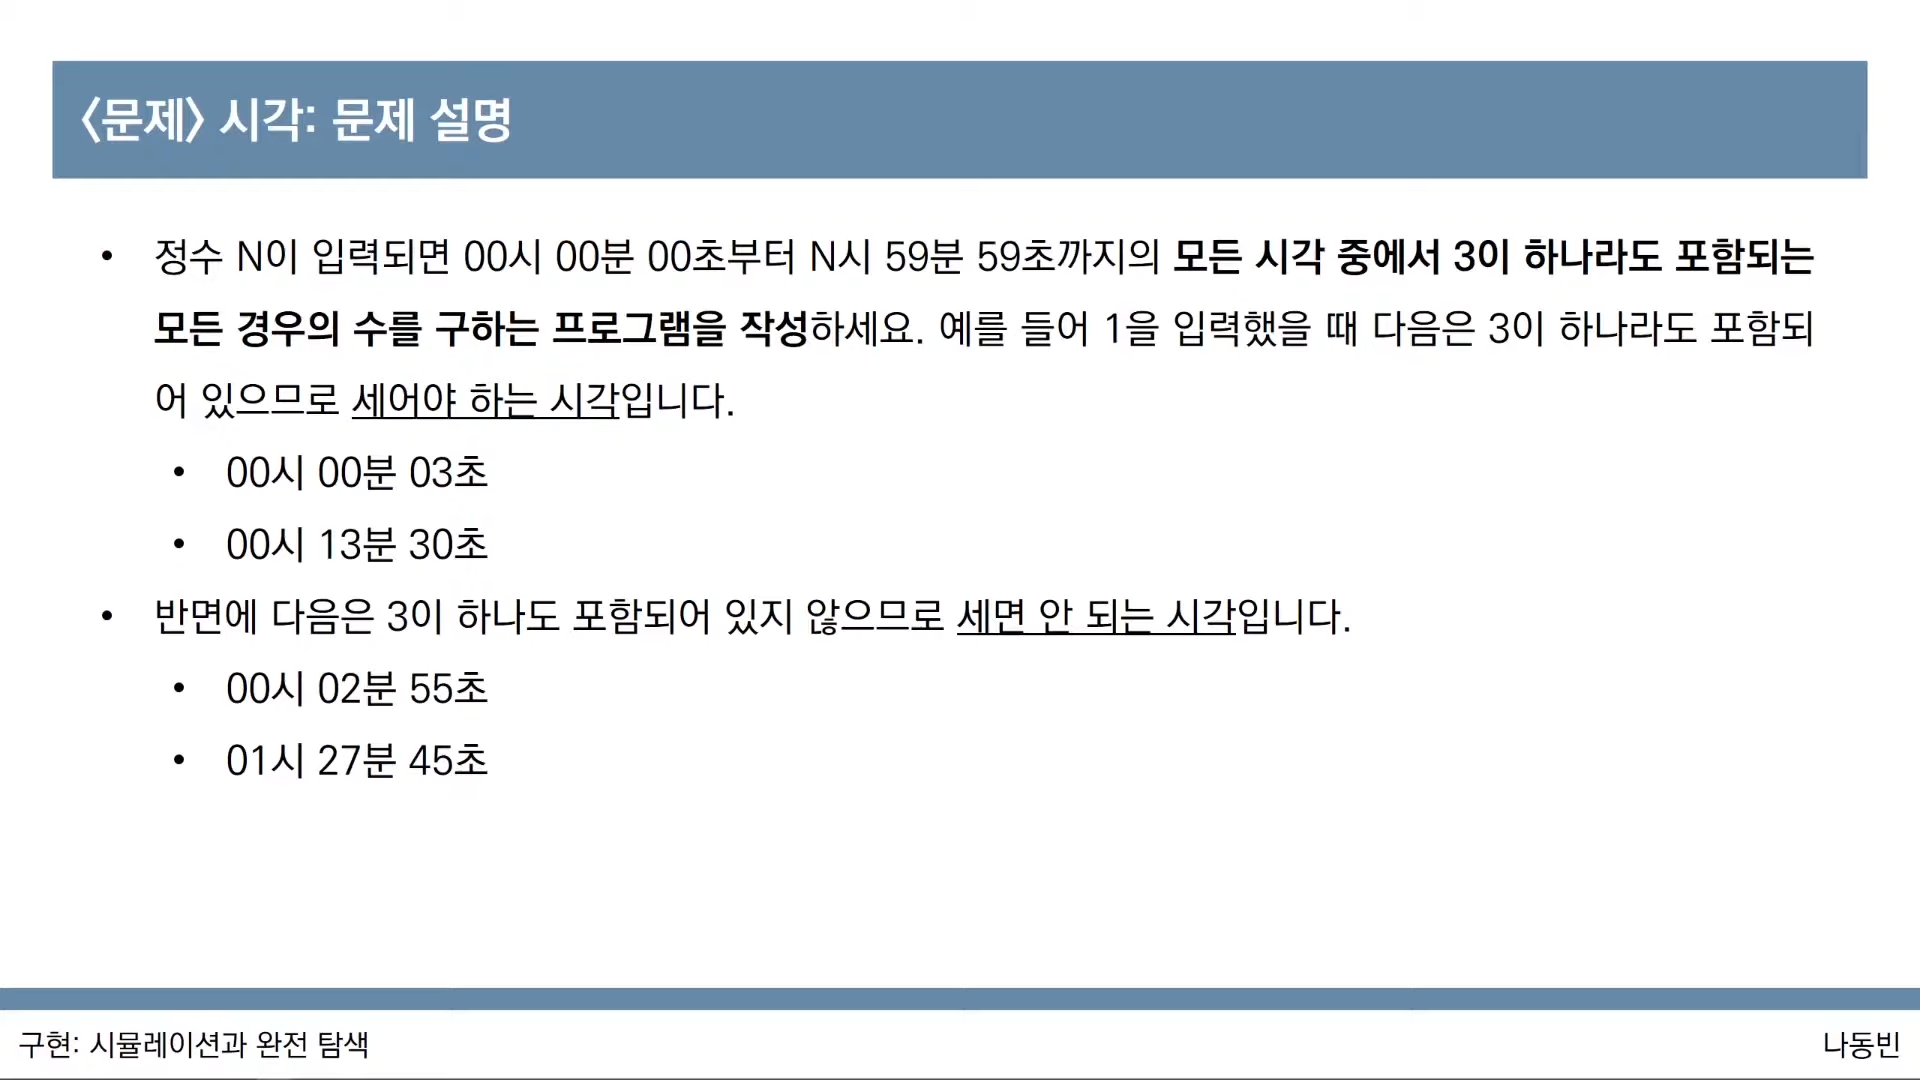 <문제> 시각: 문제 설명
• 정수 N이 입력되면 00시 00분 00초부터 N시 59분 59초까지의 모든 시각 중에서 3이 하나라도 포함되는
모든 경우의 수를 구하는 프로그램을 작성하세요. 예를 들어 1을 입력했을 때 다음은 3이 하나라도 포함되
어 있으므로 세어야 하는 시각입니다.
• 00시 00분 03초
• 00시 13분 30초
• 반면에 다음은 3이 하나도 포함되어 있지 않으므로 세면 안 되는 시각입니다.
• 00시 02분 55초
• 01시 27분 45초
구현: 시뮬레이션과 완전 탐색
나동빈